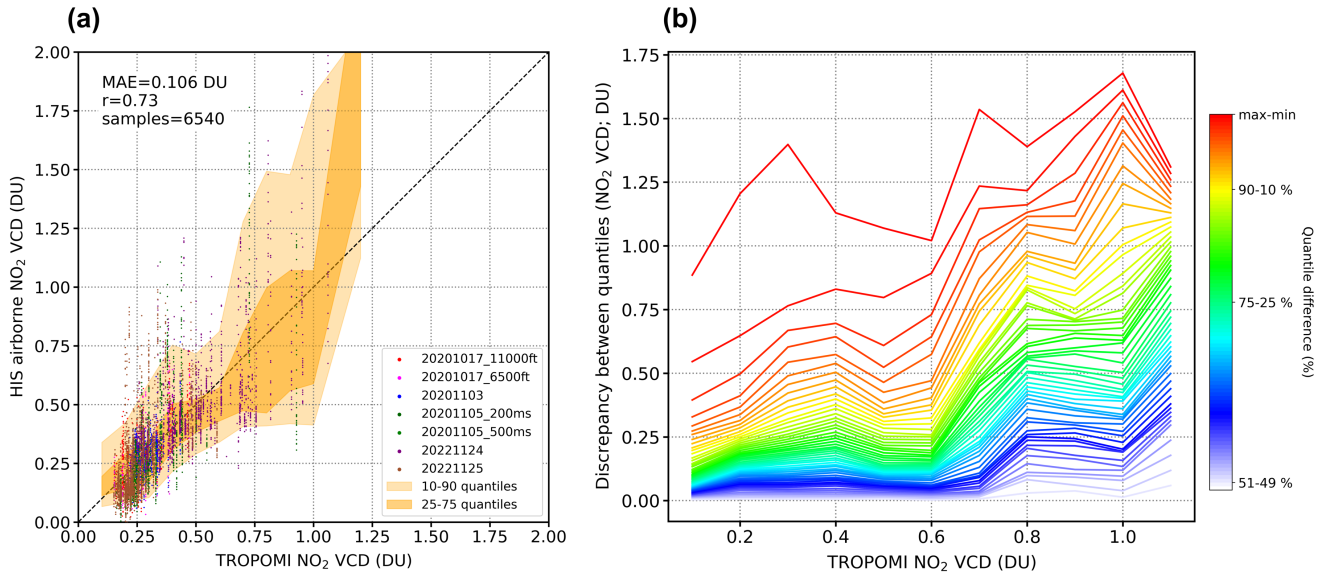 (a)
HIS airborne NO₂ VCD (DU)
2.00
1.75
1.50
1.25
1.00
0.75
0.50
0.25
0.00
MAE=0.106 DU
r=0.73
samples=6540
20201017_11000ft
20201017_6500ft
20201103
20201105_200ms
20201105_500ms
20221124
20221125
10-90 quantiles
25-75 quantiles
0.00 0.25 0.50 0.75 1.00 1.25 1.50 1.75 2.00
TROPOMI NO₂ VCD (DU)
(b)
Discrepancy between quantiles (NO₂ VCD; DU)
1.75
1.50
1.25
1.00
0.75
0.50
0.25
0.00
0.2 0.4 0.6 0.8 1.0
TROPOMI NO₂ VCD (DU)
max-min
90-10 %
75-25 %
51-49 %
Quantile difference (%)